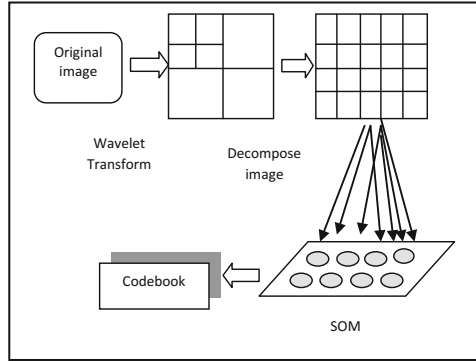 Original
image
Wavelet
Transform
Decompose
image
Codebook
SOM